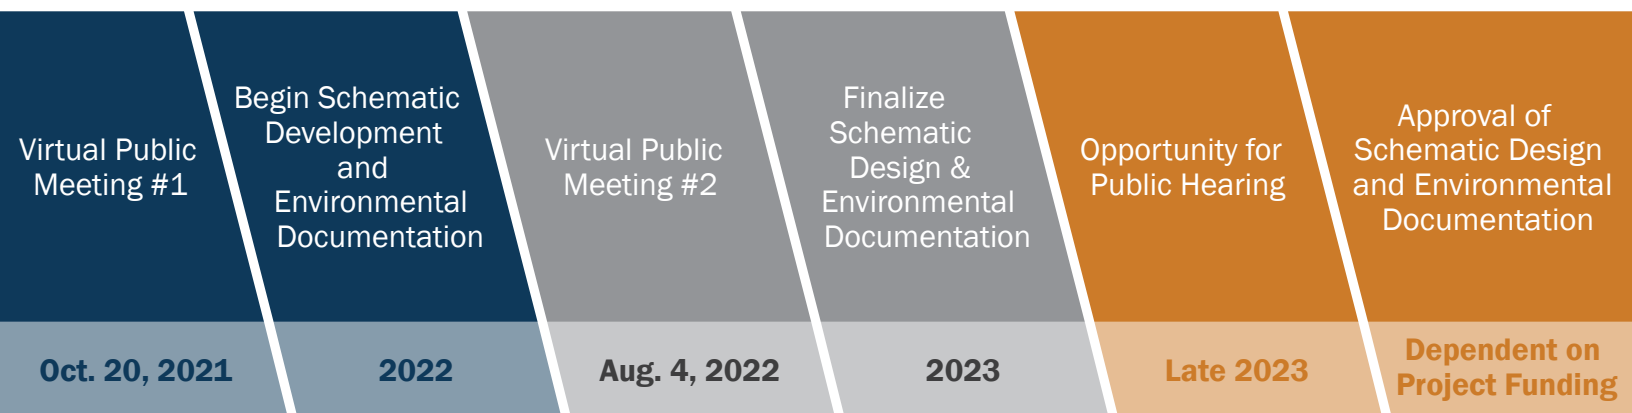 Virtual Public
Meeting #1
Oct. 20, 2021
Begin Schematic
Development
and
Environmental
Documentation
2022
Virtual Public
Meeting #2
Aug. 4, 2022
Finalize
Schematic
Design &
Environmental
Documentation
2023
Opportunity for
Public Hearing
Late 2023
Approval of
Schematic Design
and Environmental
Documentation
Dependent on
Project Funding